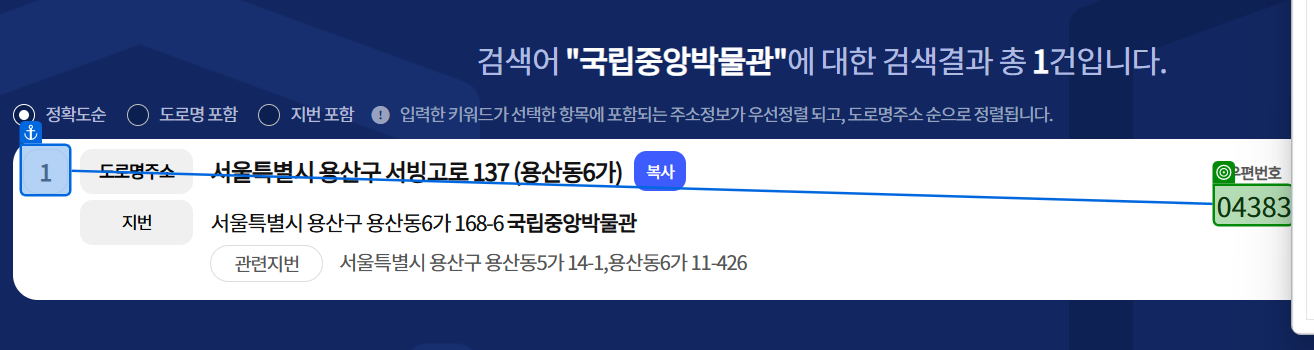 검색어 "국립중앙박물관"에 대한 검색결과 총 1건입니다.
정확도순 도로명 포함 지번 포함 ! 입력한 키워드가 선택한 항목에 포함되는 주소정보가 우선정렬 되고, 도로명주소 순으로 정렬됩니다.
1 도로명주소 서울특별시 용산구 서빙고로 137 (용산동6가) 복사 우편번호
04383
지번 서울특별시 용산구 용산동6가 168-6 국립중앙박물관
관련지번 서울특별시 용산구 용산동5가 14-1,용산동6가 11-426